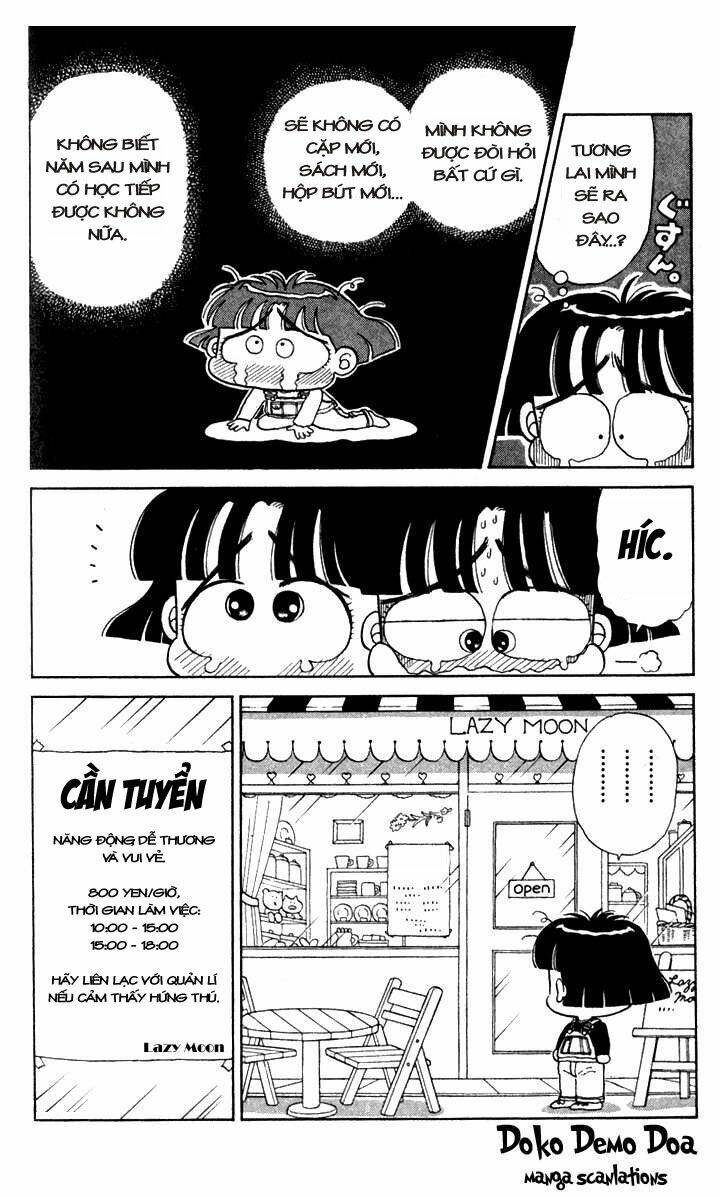 TƯƠNG
LAI MÌNH
SẼ RA
SAO
ĐÂY...?
ぐすん。
MÌNH KHÔNG
ĐƯỢC ĐÒI HỎI
BẤT CỨ GÌ.
SẼ KHÔNG CÓ
CẶP MỚI,
SÁCH MỚI,
HỘP BÚT MỚI...
KHÔNG BIẾT
NĂM SAU MÌNH
CÓ HỌC TIẾP
ĐƯỢC KHÔNG
NỮA.
HÍC.
LAZY MOON
open
Lazy
Mo
CẦN TUYỂN
NĂNG ĐỘNG, DỄ THƯƠNG
VÀ VUI VẺ.
800 YEN/GIỜ,
THỜI GIAN LÀM VIỆC:
10:00 - 15:00
15:00 - 18:00
HÃY LIÊN LẠC VỚI QUẢN LÍ
NẾU CẢM THẤY HỨNG THÚ.
Lazy Moon
Doko Demo Doa
manga scanlations